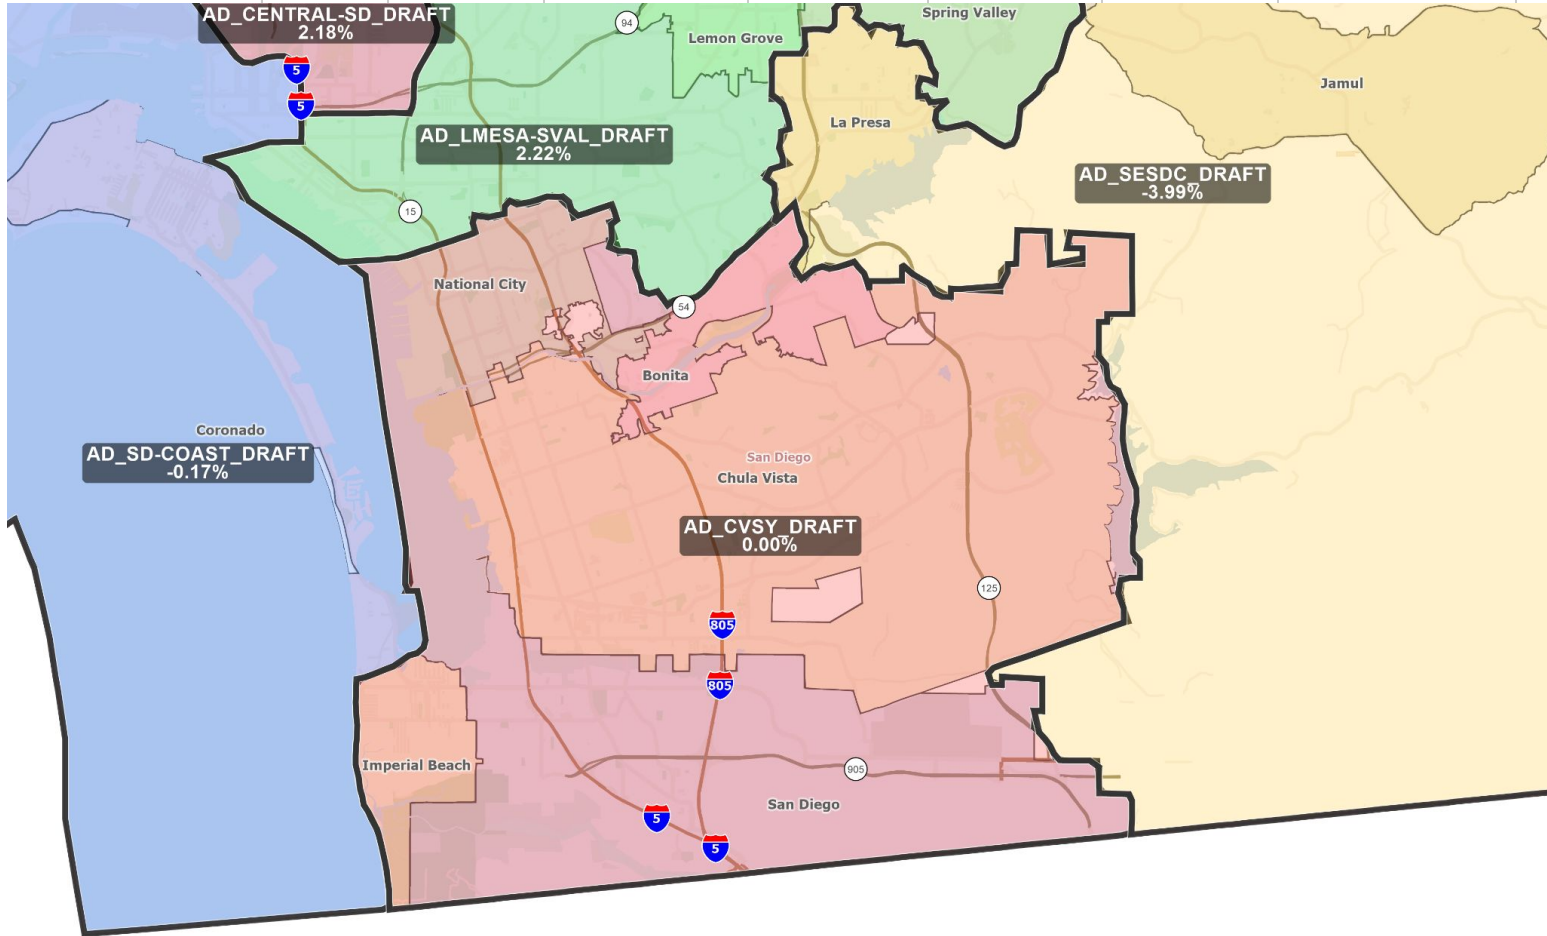 AD_CENTRAL-SD_DRAFT
2.18%
94
Spring Valley
Lemon Grove
5
5
Jamul
La Presa
AD_LMESA-SVAL_DRAFT
2.22%
AD_SESDC_DRAFT
-3.99%
15
National City
54
Bonita
Coronado
AD_SD-COAST_DRAFT
-0.17%
San Diego
Chula Vista
AD_CVSY_DRAFT
0.00%
125
805
805
Imperial Beach
905
San Diego
5
5